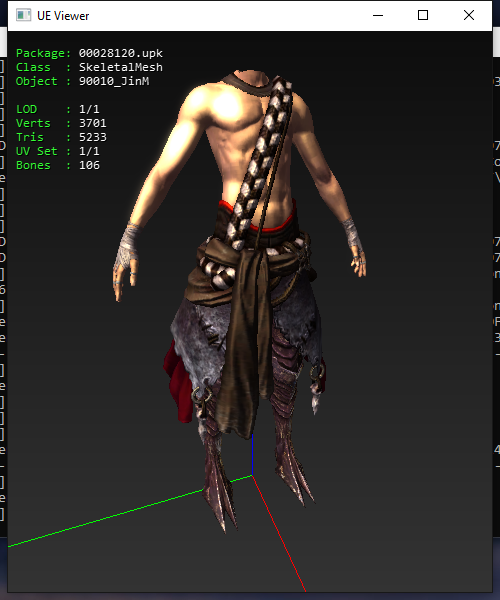 UE Viewer
Package: 00028120.upk
Class  : SkeletalMesh
Object : 90010_JinM
LOD    : 1/1
Verts  : 3701
Tris   : 5233
UV Set : 1/1
Bones  : 106